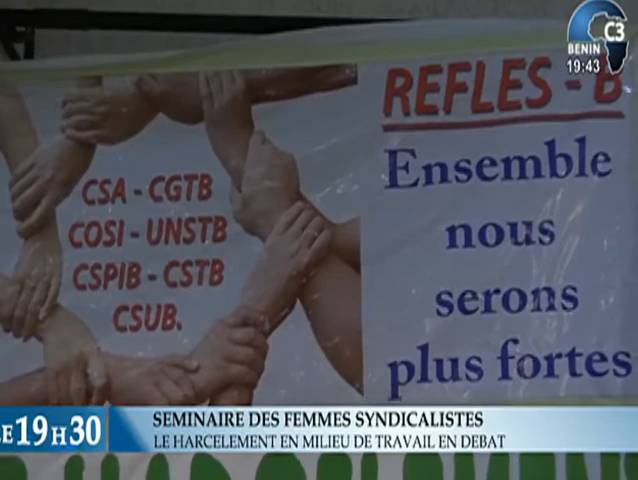 C3
BENIN
19:43
REFLES - B
Ensemble
nous
serons
plus fortes
CSA - CGTB
COSI - UNSTB
CSPIB - CSTB
CSUB.
LE 19H30
SEMINAIRE DES FEMMES SYNDICALISTES
LE HARCELEMENT EN MILIEU DE TRAVAIL EN DEBAT